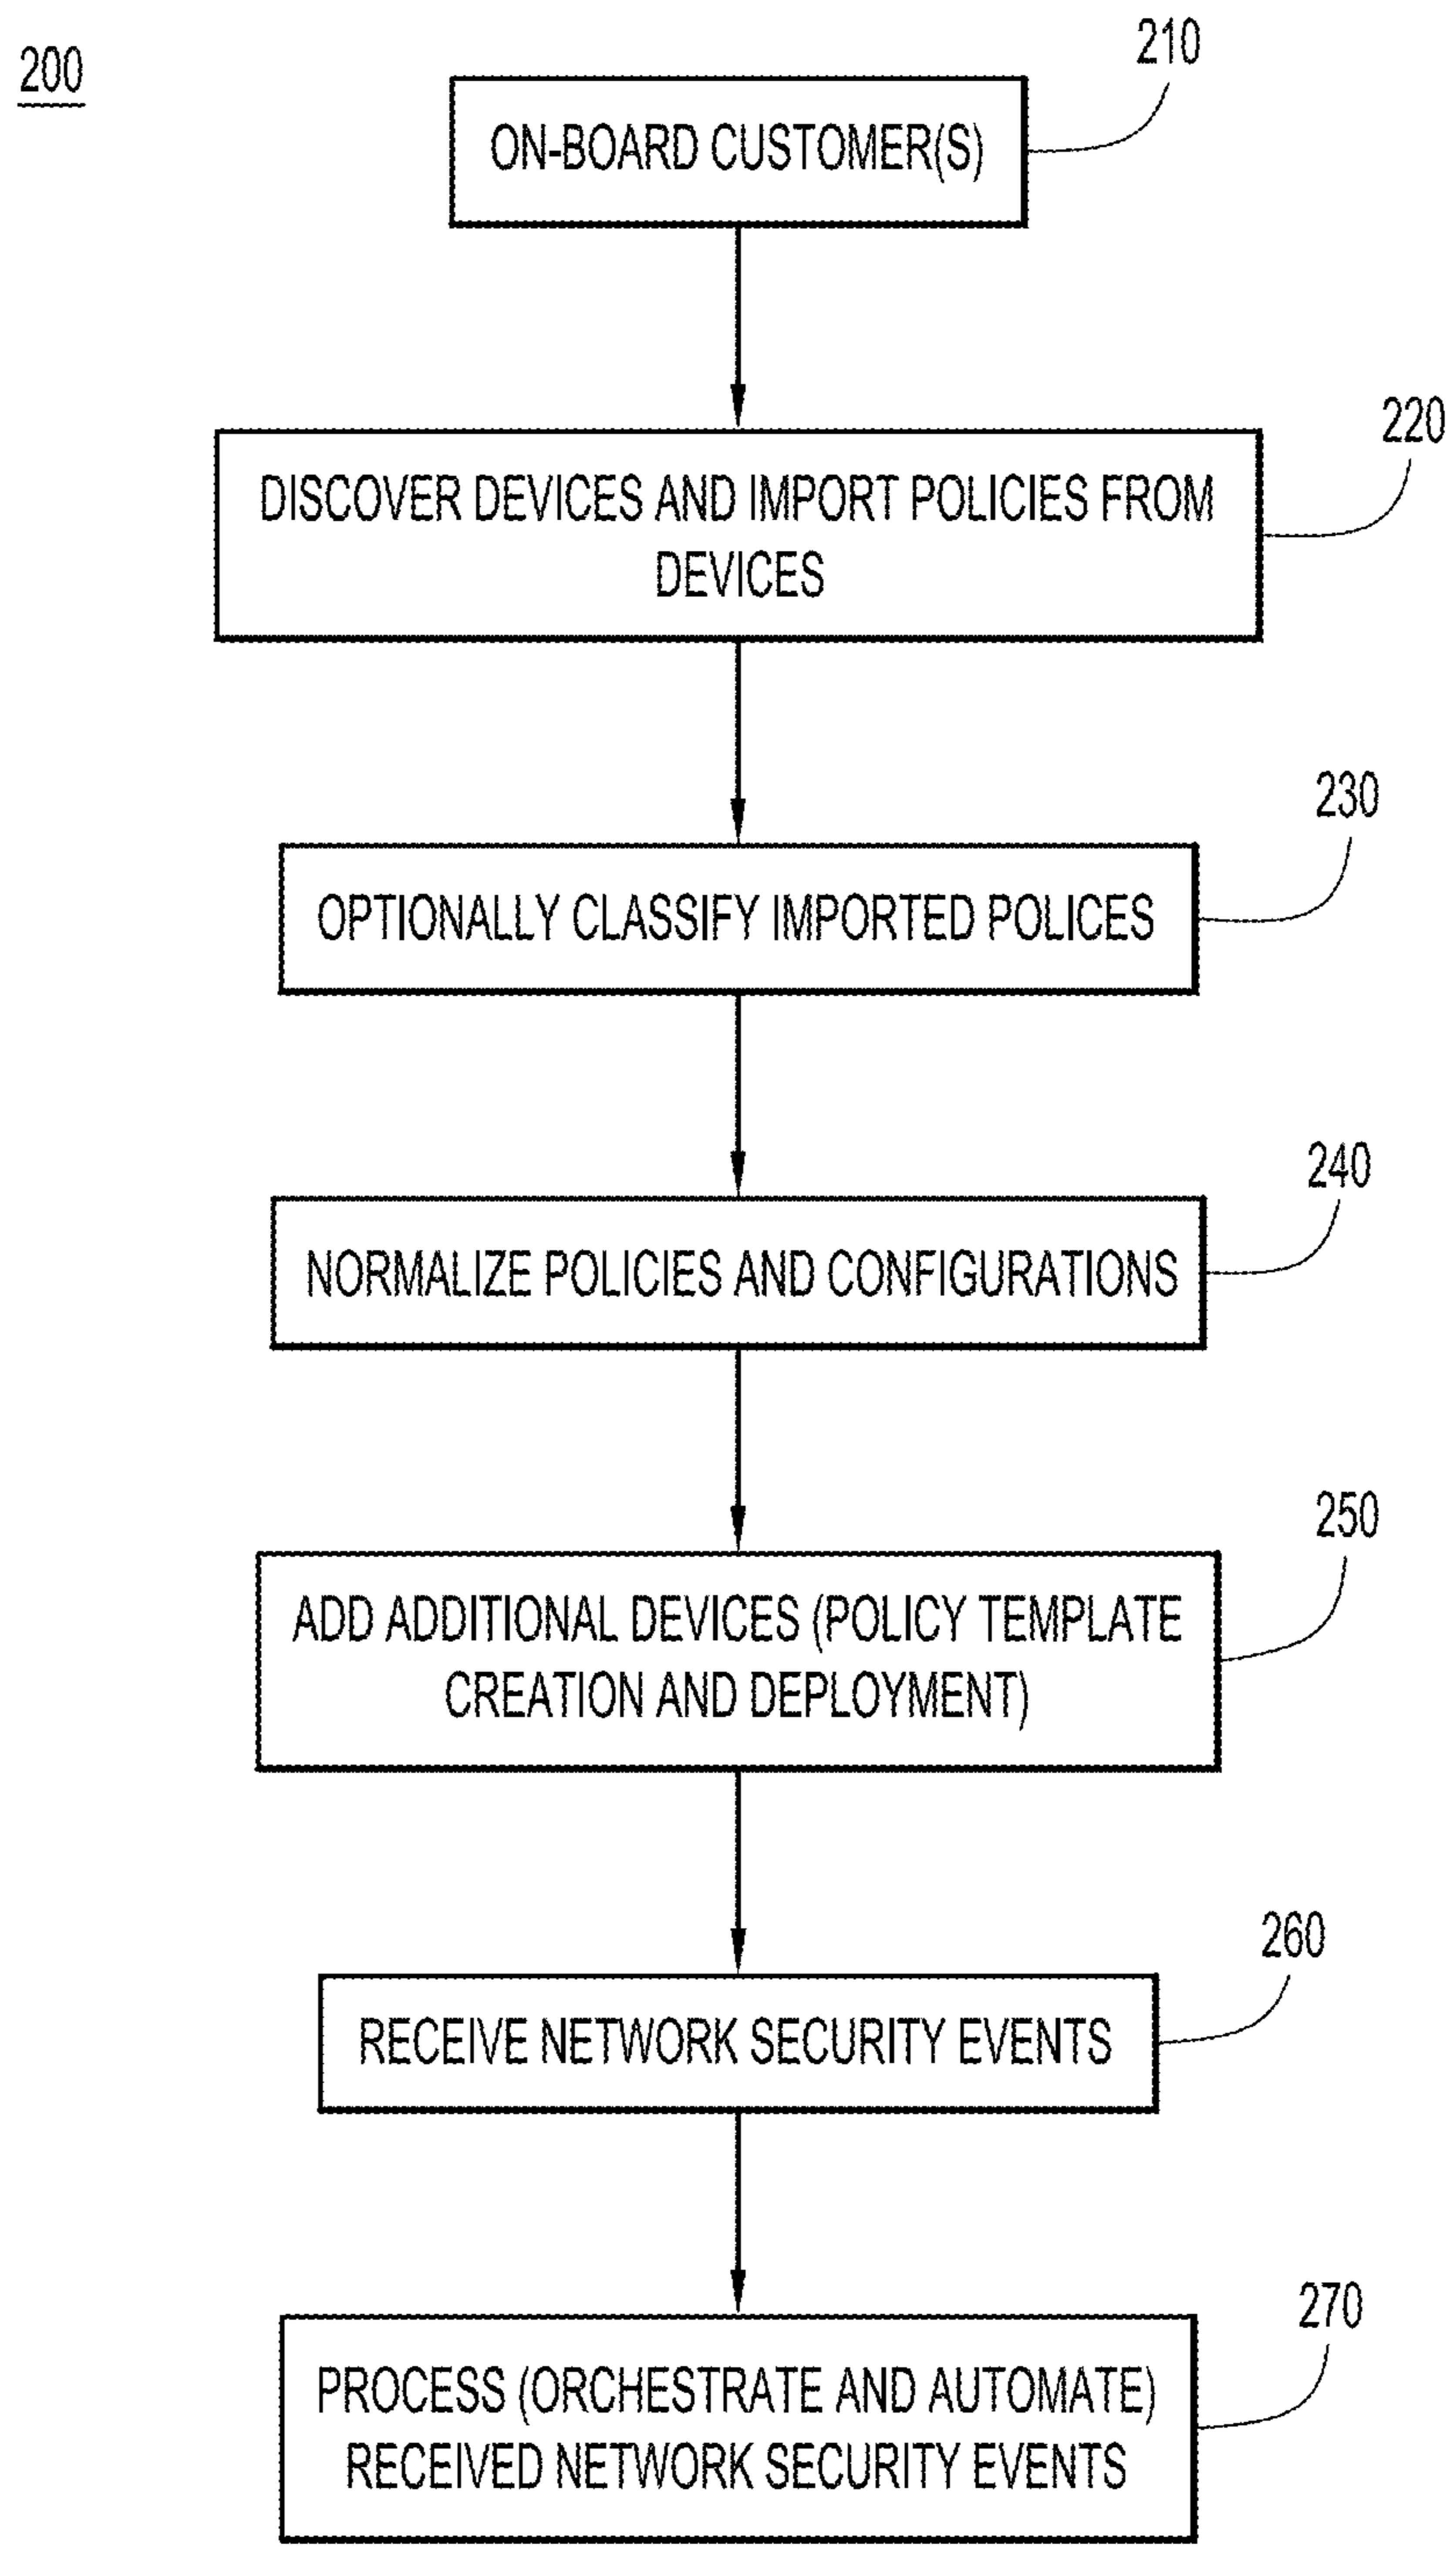 200
210
ON-BOARD CUSTOMER(S)
220
DISCOVER DEVICES AND IMPORT POLICIES FROM
DEVICES
230
OPTIONALLY CLASSIFY IMPORTED POLICES
240
NORMALIZE POLICIES AND CONFIGURATIONS
250
ADD ADDITIONAL DEVICES (POLICY TEMPLATE
CREATION AND DEPLOYMENT)
260
RECEIVE NETWORK SECURITY EVENTS
270
PROCESS (ORCHESTRATE AND AUTOMATE)
RECEIVED NETWORK SECURITY EVENTS